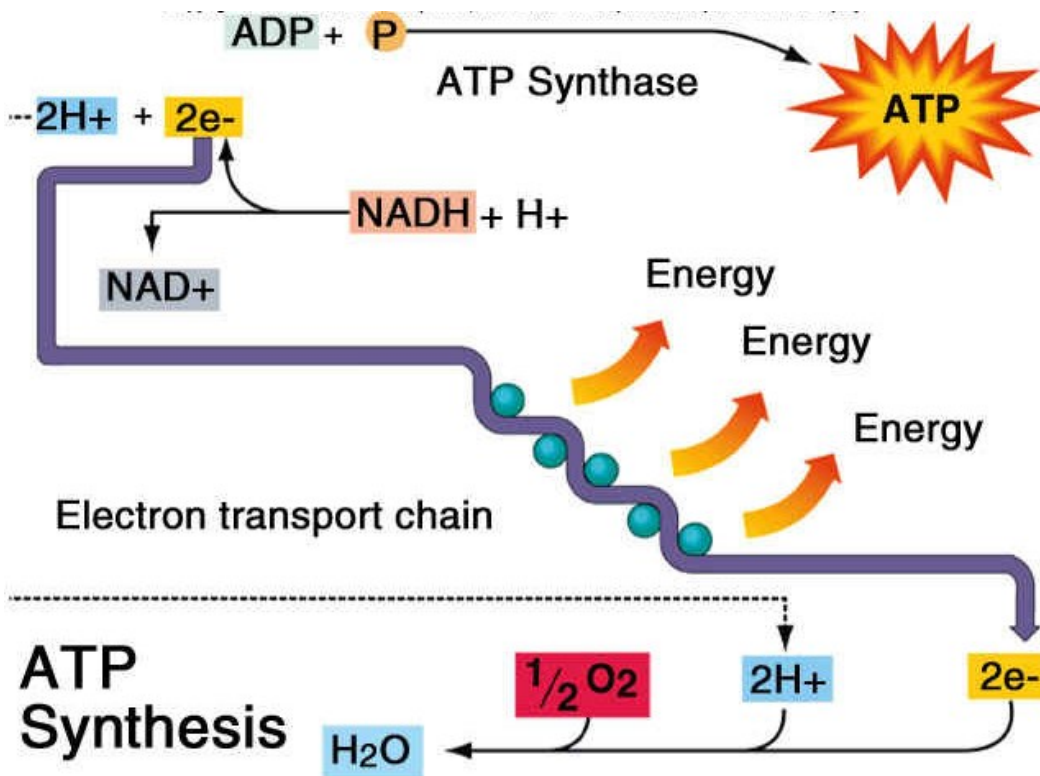 ADP + P
ATP Synthase
ATP
2H+ + 2e-
NADH + H+
NAD+
Energy
Energy
Energy
Electron transport chain
ATP
Synthesis
1/2 O2
2H+
2e-
H2O